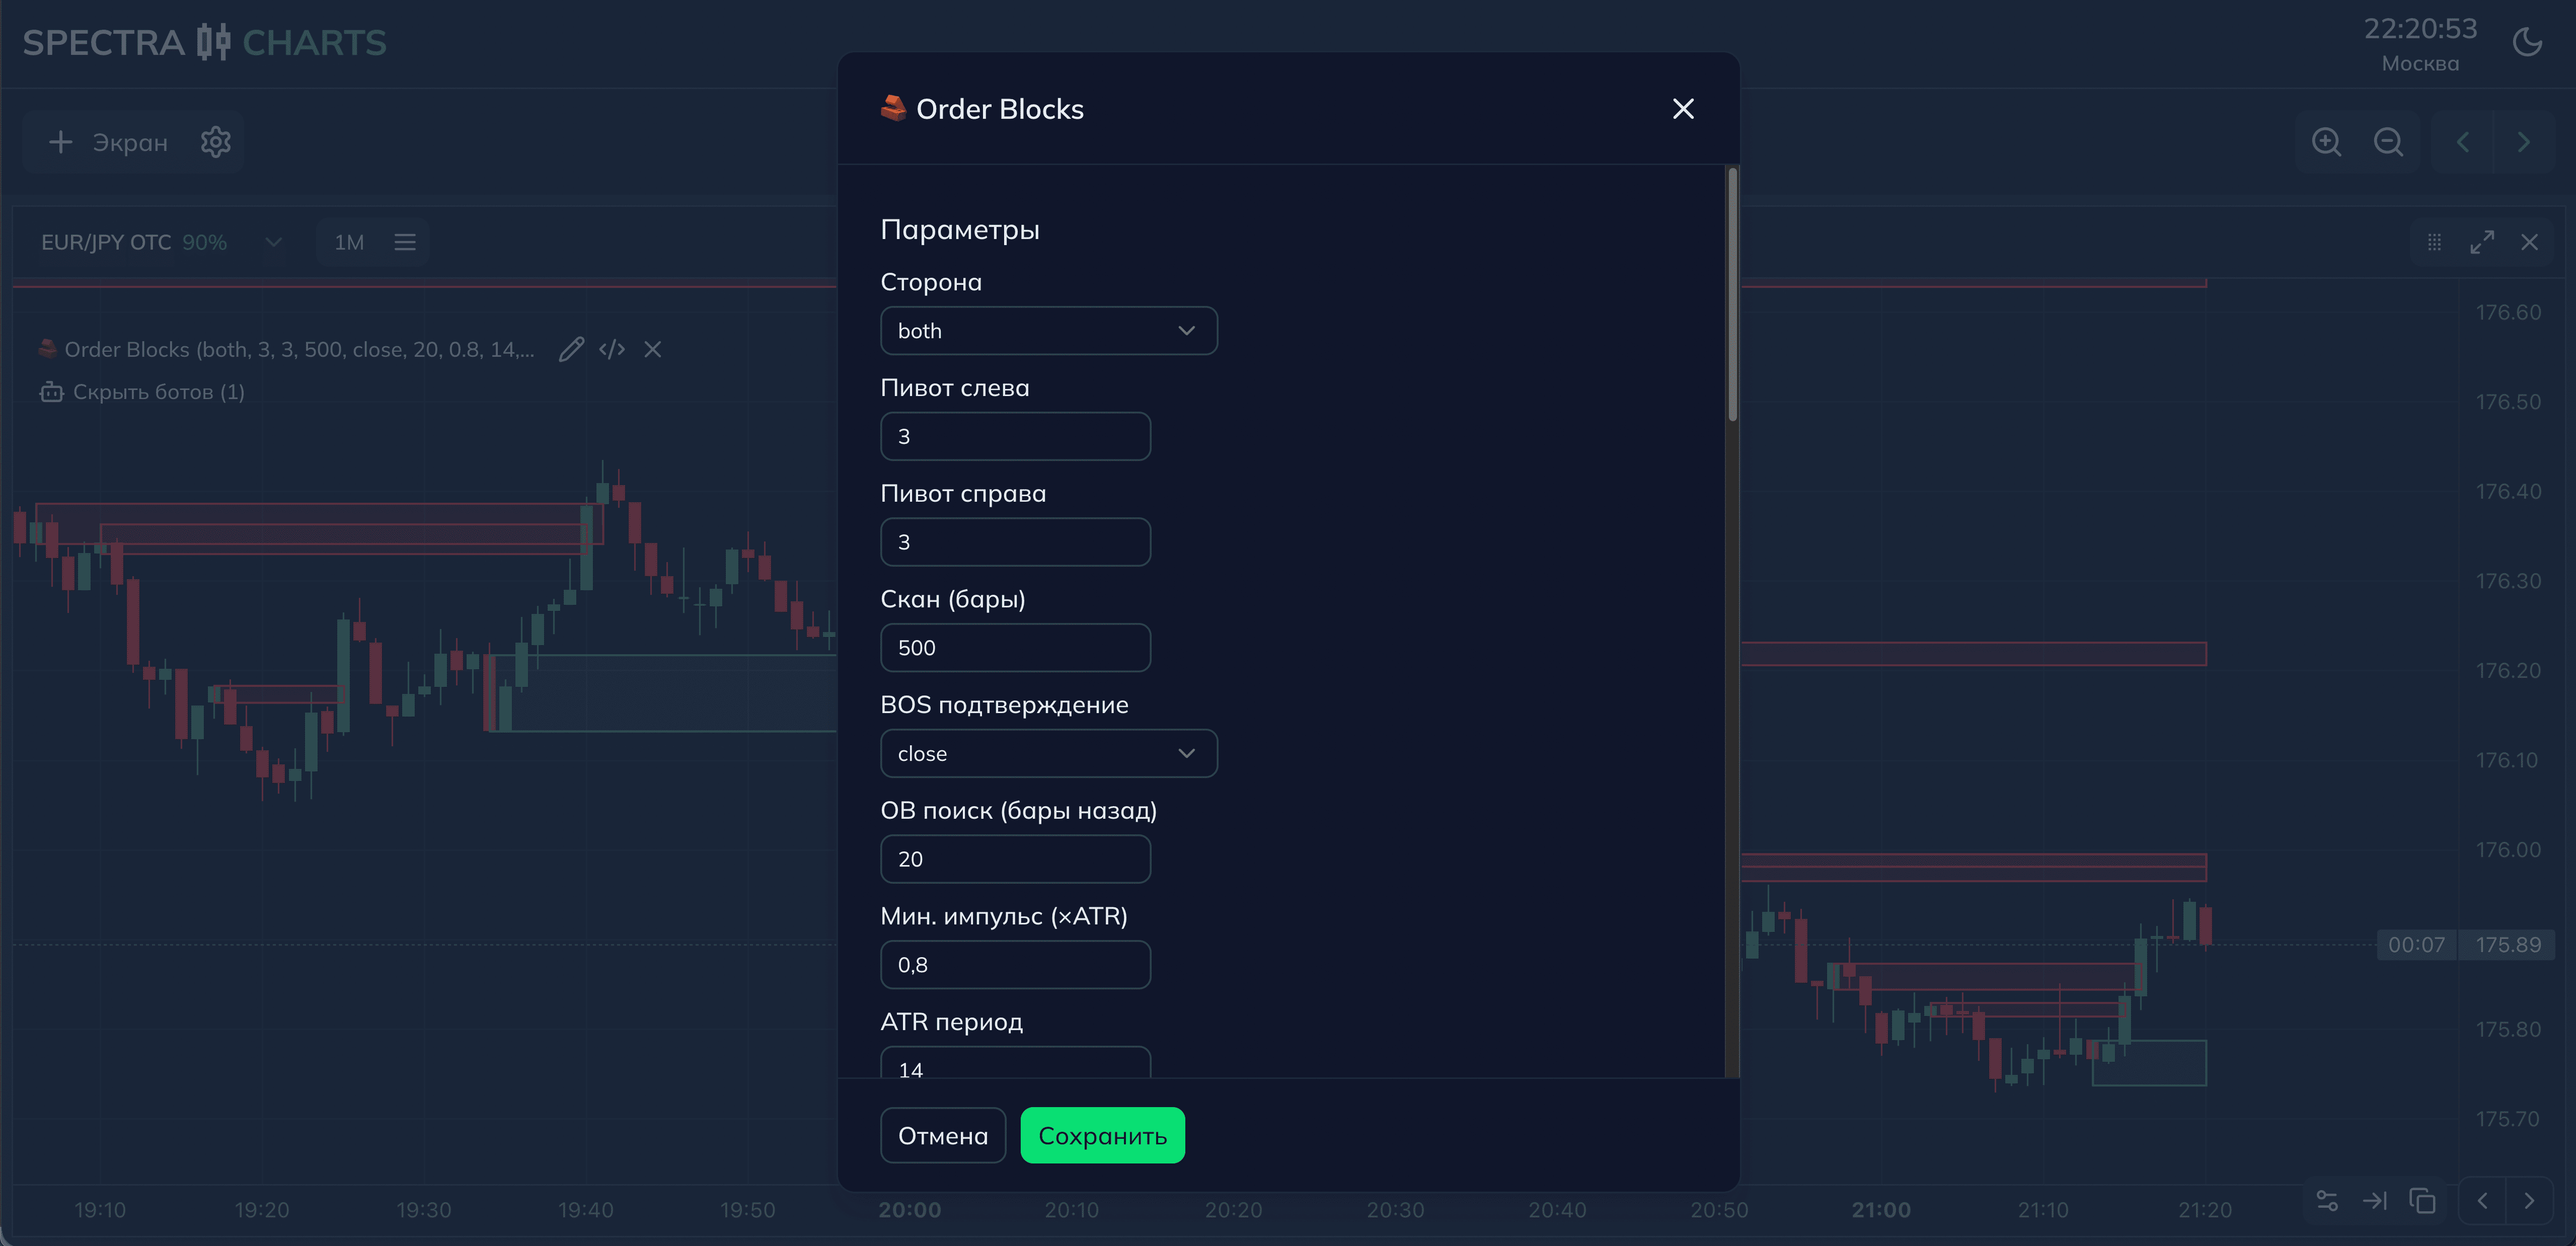 SPECTRA CHARTS
22:20:53
Москва
Экран
EUR/JPY OTC 90%
1M
Order Blocks (both, 3, 3, 500, close, 20, 0.8, 14,...
Скрыть ботов (1)
Order Blocks
Параметры
Сторона
both
Пивот слева
3
Пивот справа
3
Скан (бары)
500
BOS подтверждение
close
OB поиск (бары назад)
20
Мин. импульс (×ATR)
0,8
ATR период
14
Отмена
Сохранить
176.60
176.50
176.40
176.30
176.20
176.10
176.00
00:07 175.89
175.80
175.70
19:10
19:20
19:30
19:40
19:50
20:00
20:10
20:20
20:30
20:40
20:50
21:00
21:10
21:20